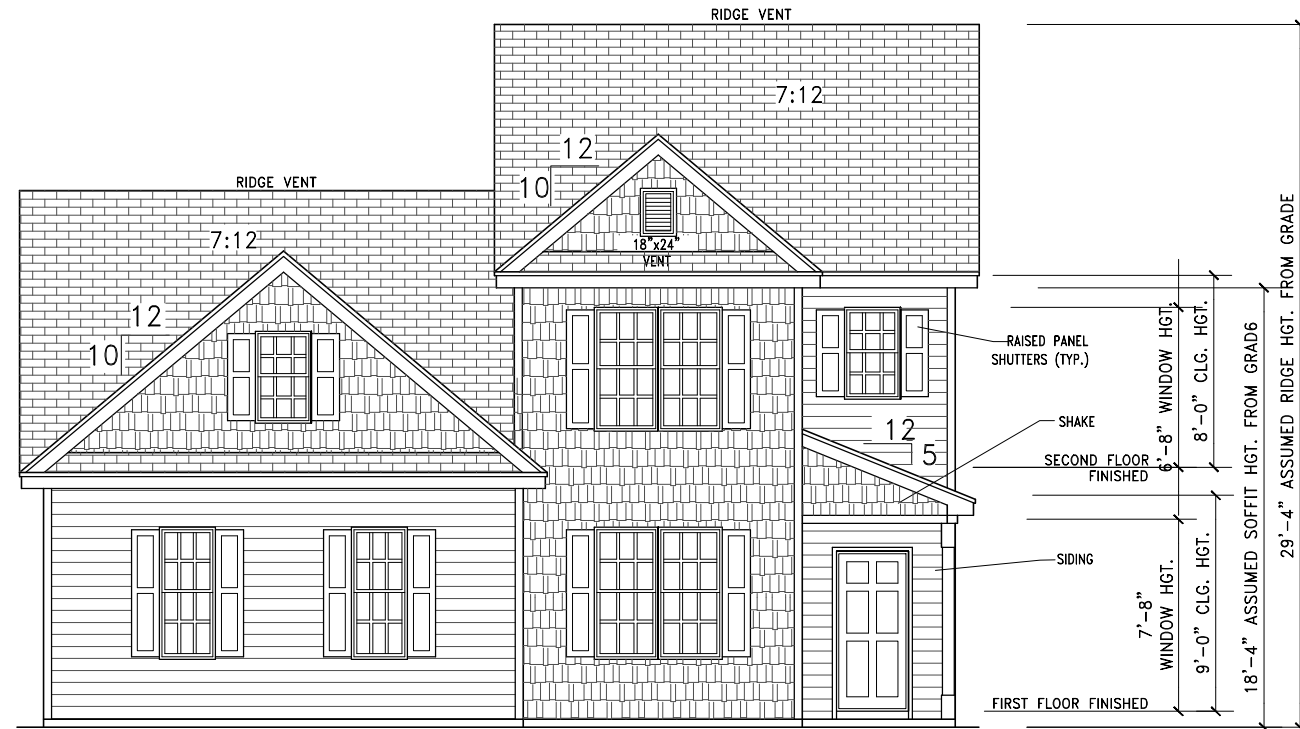 RIDGE VENT
7:12
12
10
RIDGE VENT
18"x24"
VENT
7:12
12
10
RAISED PANEL
SHUTTERS (TYP.)
12
5
SHAKE
SECOND FLOOR
FINISHED
SIDING
FIRST FLOOR FINISHED
6'-8" WINDOW HGT.
8'-0" CLG. HGT.
7'-8"
WINDOW HGT.
9'-0" CLG. HGT.
18'-4" ASSUMED SOFFIT HGT. FROM GRAD6
29'-4" ASSUMED RIDGE HGT. FROM GRADE